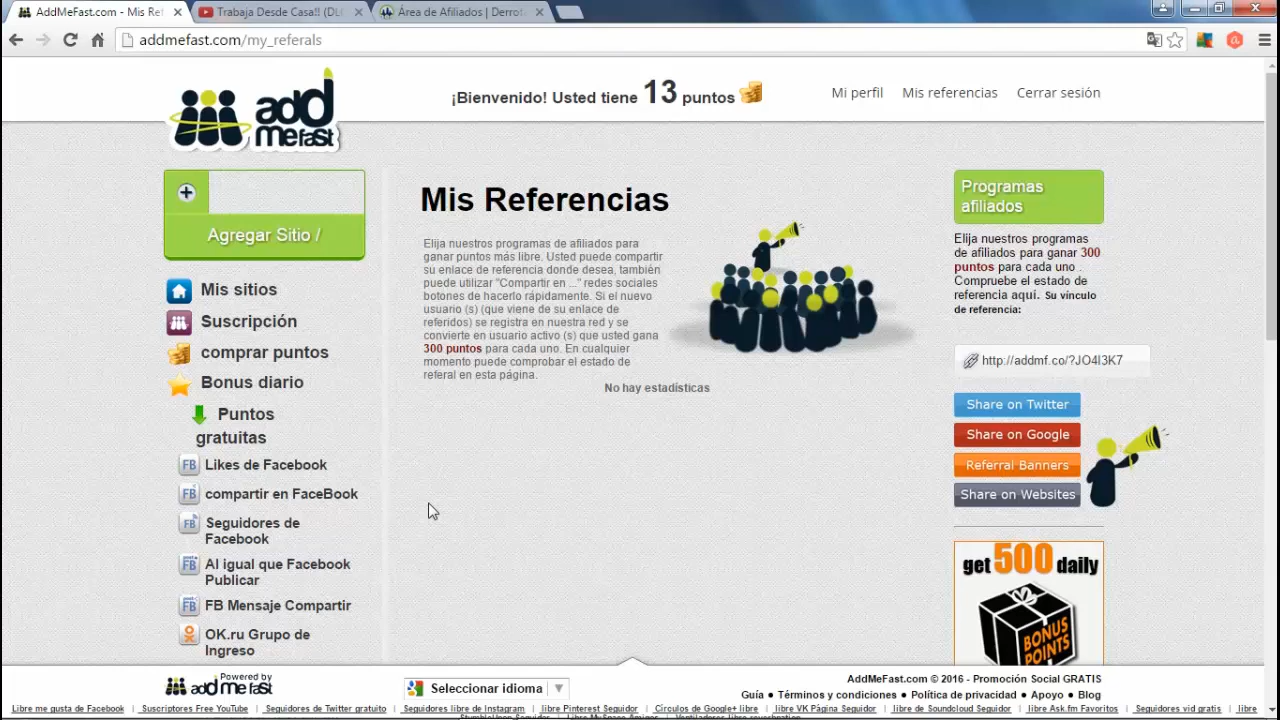 AddMeFast.com - Mis Ref
Trabaja Desde Casa!! (DLC
Área de Afiliados | Derrot
addmefast.com/my_referals
add
mefast
¡Bienvenido! Usted tiene 13 puntos
Mi perfil
Mis referencias
Cerrar sesión
Agregar Sitio /
Mis sitios
Suscripción
comprar puntos
Bonus diario
Puntos
gratuitas
FB Likes de Facebook
FB compartir en FaceBook
FB Seguidores de
Facebook
FB Al igual que Facebook
Publicar
FB FB Mensaje Compartir
OK.ru Grupo de
Ingreso
Mis Referencias
Elija nuestros programas de afiliados para
ganar puntos más libre. Usted puede compartir
su enlace de referencia donde desea, también
puede utilizar "Compartir en ..." redes sociales
botones de hacerlo rápidamente. Si el nuevo
usuario (s) (que viene de su enlace de
referidos) se registra en nuestra red y se
convierte en usuario activo (s) que usted gana
300 puntos para cada uno. En cualquier
momento puede comprobar el estado de
referal en esta página.
No hay estadísticas
Programas
afiliados
Elija nuestros programas
de afiliados para ganar 300
puntos para cada uno .
Compruebe el estado de
referencia aquí. Su vínculo
de referencia:
http://addmf.co/?JO4I3K7
Share on Twitter
Share on Google
Referral Banners
Share on Websites
get 500 daily
BONUS
POINTS
Powered by
add me fast
Seleccionar idioma
AddMeFast.com © 2016 - Promoción Social GRATIS
Guía ● Términos y condiciones ● Política de privacidad ● Apoyo ● Blog
Libre me gusta de Facebook
Suscriptores Free YouTube
Seguidores de Twitter gratuito
Seguidores libre de Instagram
libre Pinterest Seguidor
Círculos de Google+ libre
libre VK Página Seguidor
libre de Soundcloud Seguidor
libre Ask.fm Favoritos
Seguidores vid gratis
libre